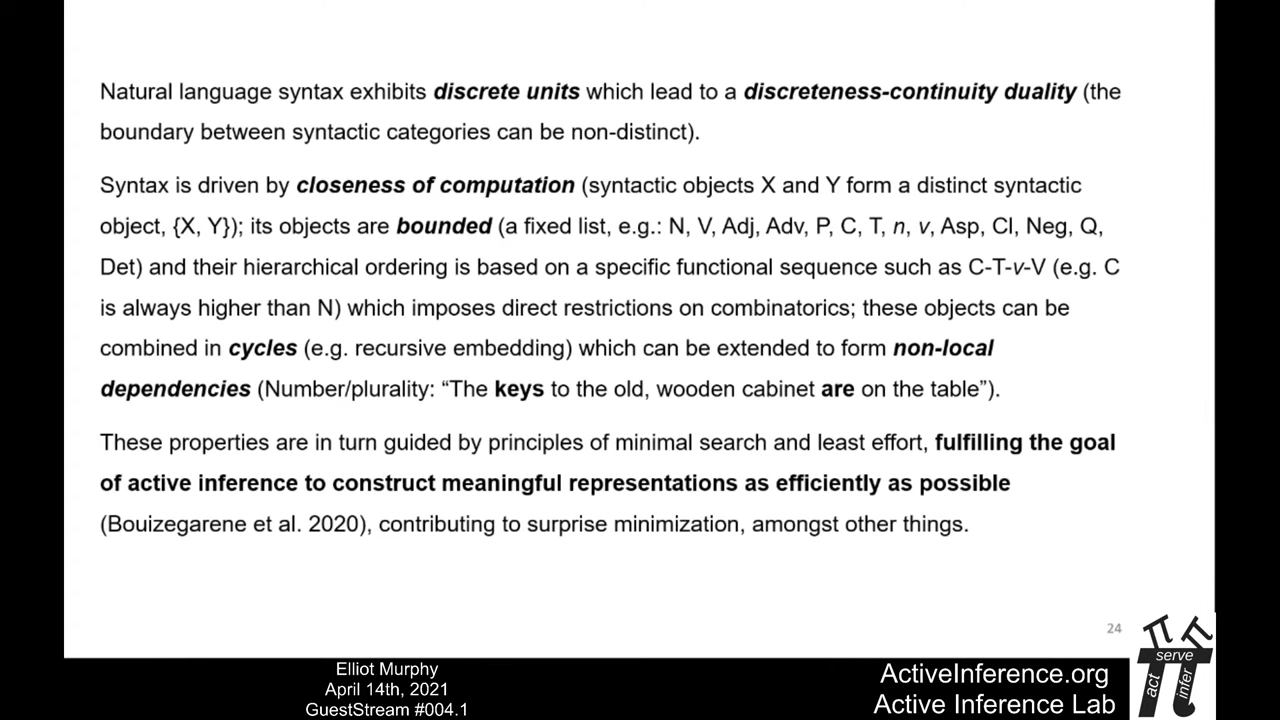 Natural language syntax exhibits discrete units which lead to a discreteness-continuity duality (the
boundary between syntactic categories can be non-distinct).
Syntax is driven by closeness of computation (syntactic objects X and Y form a distinct syntactic
object, {X, Y}); its objects are bounded (a fixed list, e.g.: N, V, Adj, Adv, P, C, T, n, v, Asp, Cl, Neg, Q,
Det) and their hierarchical ordering is based on a specific functional sequence such as C-T-v-V (e.g. C
is always higher than N) which imposes direct restrictions on combinatorics; these objects can be
combined in cycles (e.g. recursive embedding) which can be extended to form non-local
dependencies (Number/plurality: “The keys to the old, wooden cabinet are on the table”).
These properties are in turn guided by principles of minimal search and least effort, fulfilling the goal
of active inference to construct meaningful representations as efficiently as possible
(Bouizegarene et al. 2020), contributing to surprise minimization, amongst other things.
24
Elliot Murphy
April 14th, 2021
GuestStream #004.1
ActiveInference.org
Active Inference Lab
π π
serve
act
infer